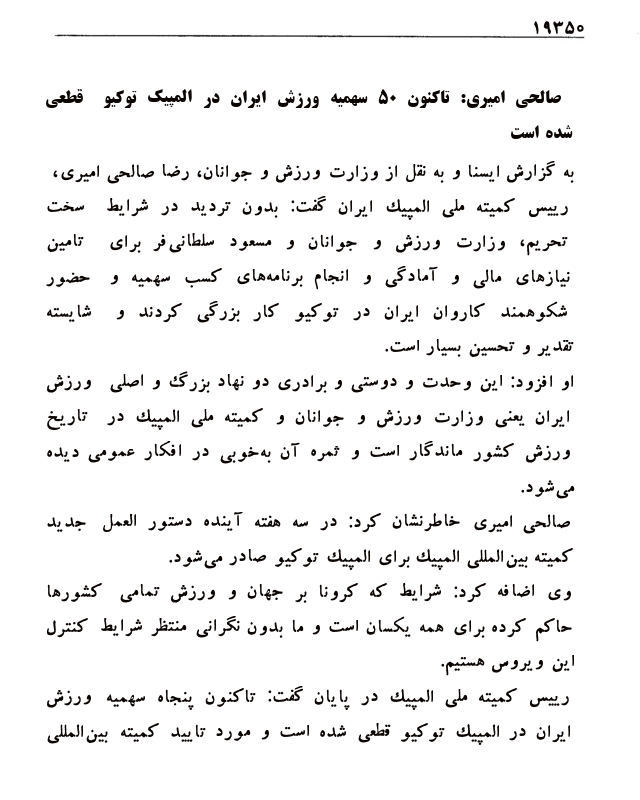 ۱۹۳۵۰
صالحی امیری: تاکنون ۵۰ سهمیه ورزش ایران در المپیک توکیو قطعی
شده است
به گزارش ایسنا و به نقل از وزارت ورزش و جوانان، رضا صالحی امیری،
رییس کمیته ملی المپیک ایران گفت: بدون تردید در شرایط سخت
تحریم، وزارت ورزش و جوانان و مسعود سلطانی‌فر برای تامین
نیازهای مالی و آمادگی و انجام برنامه‌های کسب سهمیه و حضور
شکوهمند کاروان ایران در توکیو کار بزرگی کردند و شایسته
تقدیر و تحسین بسیار است.
او افزود: این وحدت و دوستی و برادری دو نهاد بزرگ و اصلی ورزش
ایران یعنی وزارت ورزش و جوانان و کمیته ملی المپیک در تاریخ
ورزش کشور ماندگار است و ثمره آن به‌خوبی در افکار عمومی دیده
می‌شود.
صالحی امیری خاطرنشان کرد: در سه هفته آینده دستور العمل جدید
کمیته بین‌المللی المپیک برای المپیک توکیو صادر می‌شود.
وی اضافه کرد: شرایط که کرونا بر جهان و ورزش تمامی کشورها
حاکم کرده برای همه یکسان است و ما بدون نگرانی منتظر شرایط کنترل
این ویروس هستیم.
رییس کمیته ملی المپیک در پایان گفت: تاکنون پنجاه سهمیه ورزش
ایران در المپیک توکیو قطعی شده است و مورد تایید کمیته بین‌المللی